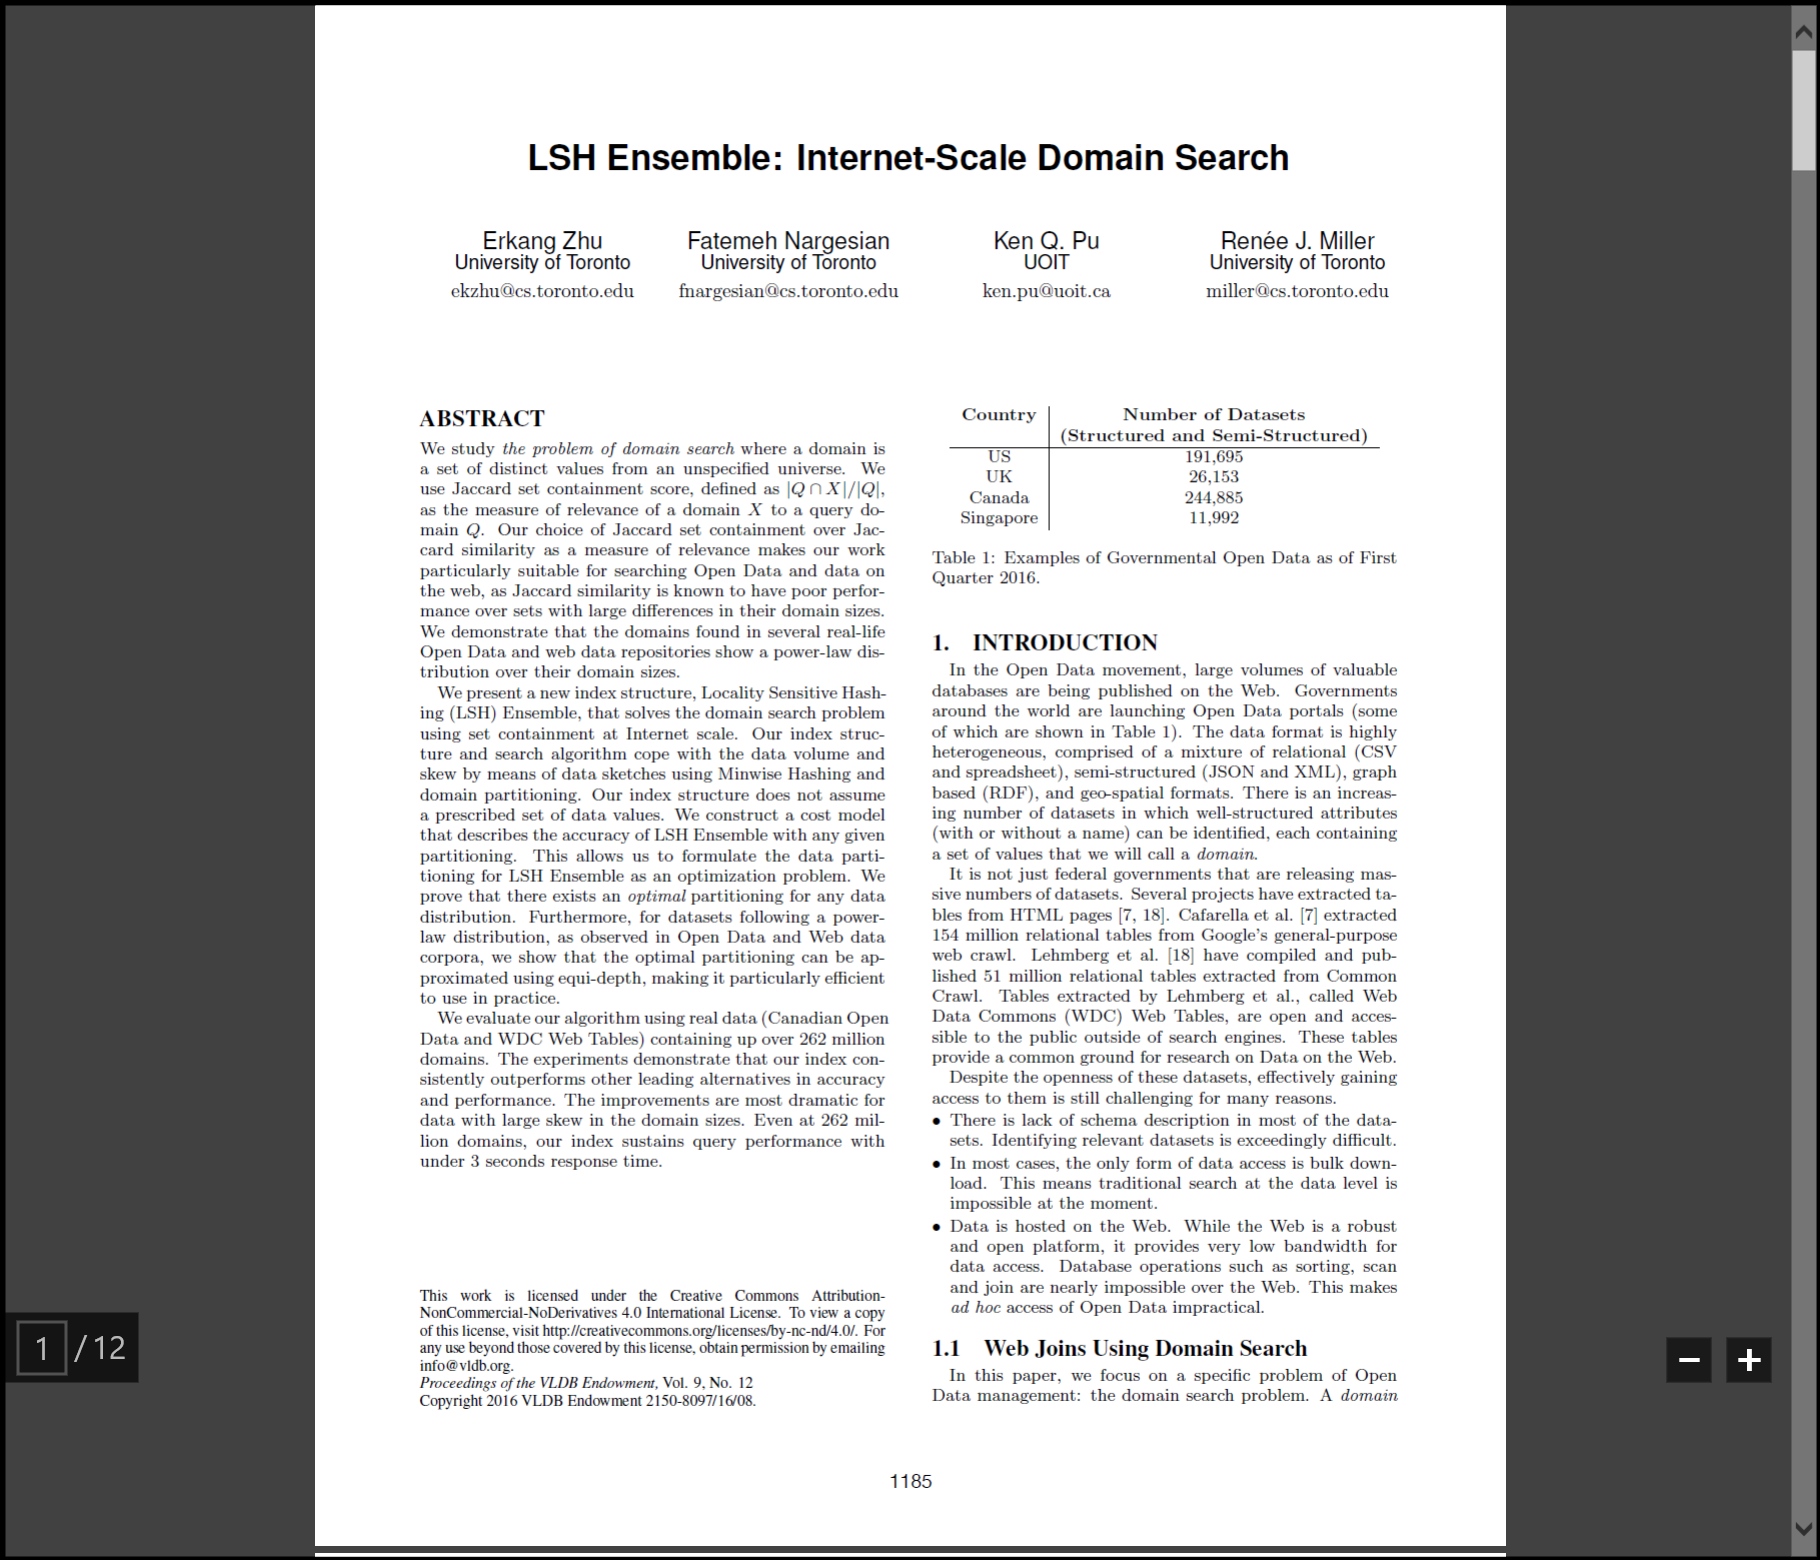 LSH Ensemble: Internet-Scale Domain Search
Erkang Zhu
University of Toronto
ekzhu@cs.toronto.edu
Fatemeh Nargesian
University of Toronto
fnargesian@cs.toronto.edu
Ken Q. Pu
UOIT
ken.pu@uoit.ca
Renée J. Miller
University of Toronto
miller@cs.toronto.edu
ABSTRACT
We study the problem of domain search where a domain is
a set of distinct values from an unspecified universe. We
use Jaccard set containment score, defined as |Q ∩ X|/|Q|,
as the measure of relevance of a domain X to a query do-
main Q. Our choice of Jaccard set containment over Jac-
card similarity as a measure of relevance makes our work
particularly suitable for searching Open Data and data on
the web, as Jaccard similarity is known to have poor perfor-
mance over sets with large differences in their domain sizes.
We demonstrate that the domains found in several real-life
Open Data and web data repositories show a power-law dis-
tribution over their domain sizes.
We present a new index structure, Locality Sensitive Hash-
ing (LSH) Ensemble, that solves the domain search problem
using set containment at Internet scale. Our index struc-
ture and search algorithm cope with the data volume and
skew by means of data sketches using Minwise Hashing and
domain partitioning. Our index structure does not assume
a prescribed set of data values. We construct a cost model
that describes the accuracy of LSH Ensemble with any given
partitioning. This allows us to formulate the data parti-
tioning for LSH Ensemble as an optimization problem. We
prove that there exists an optimal partitioning for any data
distribution. Furthermore, for datasets following a power-
law distribution, as observed in Open Data and Web data
corpora, we show that the optimal partitioning can be ap-
proximated using equi-depth, making it particularly efficient
to use in practice.
We evaluate our algorithm using real data (Canadian Open
Data and WDC Web Tables) containing up over 262 million
domains. The experiments demonstrate that our index con-
sistently outperforms other leading alternatives in accuracy
and performance. The improvements are most dramatic for
data with large skew in the domain sizes. Even at 262 mil-
lion domains, our index sustains query performance with
under 3 seconds response time.
This work is licensed under the Creative Commons Attribution-
NonCommercial-NoDerivatives 4.0 International License. To view a copy
of this license, visit http://creativecommons.org/licenses/by-nc-nd/4.0/. For
any use beyond those covered by this license, obtain permission by emailing
info@vldb.org.
Proceedings of the VLDB Endowment, Vol. 9, No. 12
Copyright 2016 VLDB Endowment 2150-8097/16/08.
Country Number of Datasets
(Structured and Semi-Structured)
US 191,695
UK 26,153
Canada 244,885
Singapore 11,992
Table 1: Examples of Governmental Open Data as of First
Quarter 2016.
1. INTRODUCTION
In the Open Data movement, large volumes of valuable
databases are being published on the Web. Governments
around the world are launching Open Data portals (some
of which are shown in Table 1). The data format is highly
heterogeneous, comprised of a mixture of relational (CSV
and spreadsheet), semi-structured (JSON and XML), graph
based (RDF), and geo-spatial formats. There is an increas-
ing number of datasets in which well-structured attributes
(with or without a name) can be identified, each containing
a set of values that we will call a domain.
It is not just federal governments that are releasing mas-
sive numbers of datasets. Several projects have extracted ta-
bles from HTML pages [7, 18]. Cafarella et al. [7] extracted
154 million relational tables from Google's general-purpose
web crawl. Lehmberg et al. [18] have compiled and pub-
lished 51 million relational tables extracted from Common
Crawl. Tables extracted by Lehmberg et al., called Web
Data Commons (WDC) Web Tables, are open and acces-
sible to the public outside of search engines. These tables
provide a common ground for research on Data on the Web.
Despite the openness of these datasets, effectively gaining
access to them is still challenging for many reasons.
• There is lack of schema description in most of the data-
sets. Identifying relevant datasets is exceedingly difficult.
• In most cases, the only form of data access is bulk down-
load. This means traditional search at the data level is
impossible at the moment.
• Data is hosted on the Web. While the Web is a robust
and open platform, it provides very low bandwidth for
data access. Database operations such as sorting, scan
and join are nearly impossible over the Web. This makes
ad hoc access of Open Data impractical.
1.1 Web Joins Using Domain Search
In this paper, we focus on a specific problem of Open
Data management: the domain search problem. A domain
1185
1 / 12